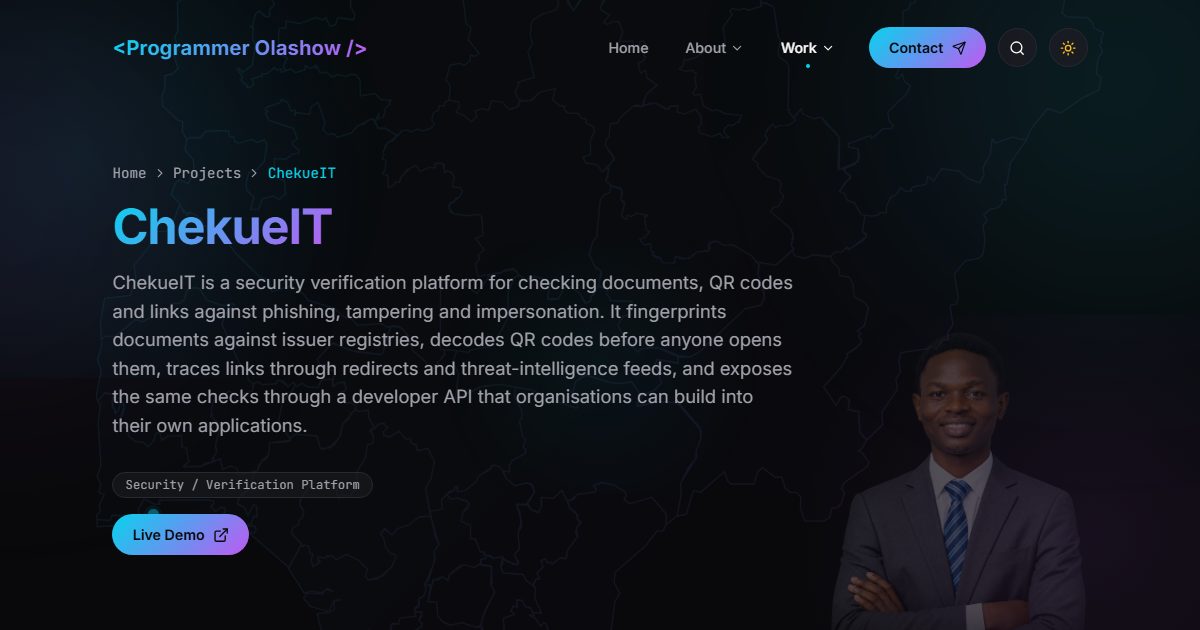 <Programmer Olashow />
Home
About
Work
Contact
Home > Projects > ChekueIT
ChekueIT
ChekueIT is a security verification platform for checking documents, QR codes
and links against phishing, tampering and impersonation. It fingerprints
documents against issuer registries, decodes QR codes before anyone opens
them, traces links through redirects and threat-intelligence feeds, and exposes
the same checks through a developer API that organisations can build into
their own applications.
Security / Verification Platform
Live Demo